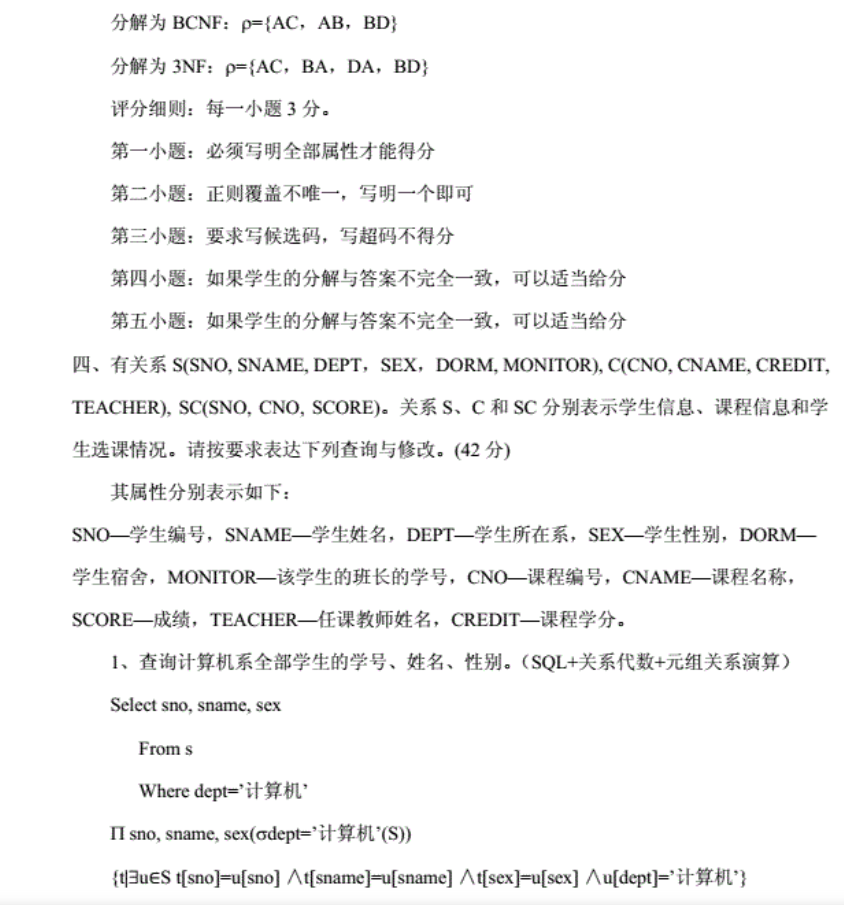 分解为 BCNF：ρ={AC，AB，BD}
分解为 3NF：ρ={AC，BA，DA，BD}
评分细则：每一小题 3 分。
第一小题：必须写明全部属性才能得分
第二小题：正则覆盖不唯一，写明一个即可
第三小题：要求写候选码，写超码不得分
第四小题：如果学生的分解与答案不完全一致，可以适当给分
第五小题：如果学生的分解与答案不完全一致，可以适当给分
四、有关系 S(SNO, SNAME, DEPT，SEX，DORM, MONITOR), C(CNO, CNAME, CREDIT,
TEACHER), SC(SNO, CNO, SCORE)。关系 S、C 和 SC 分别表示学生信息、课程信息和学
生选课情况。请按要求表达下列查询与修改。(42 分)
其属性分别表示如下：
SNO—学生编号，SNAME—学生姓名，DEPT—学生所在系，SEX—学生性别，DORM—
学生宿舍，MONITOR—该学生的班长的学号，CNO—课程编号，CNAME—课程名称，
SCORE—成绩，TEACHER—任课教师姓名，CREDIT—课程学分。
1、查询计算机系全部学生的学号、姓名、性别。（SQL+关系代数+元组关系演算）
Select sno, sname, sex
From s
Where dept=’计算机’
Π sno, sname, sex(σdept=’计算机’(S))
{t|∃u∈S t[sno]=u[sno] ∧t[sname]=u[sname] ∧t[sex]=u[sex] ∧u[dept]=’计算机’}